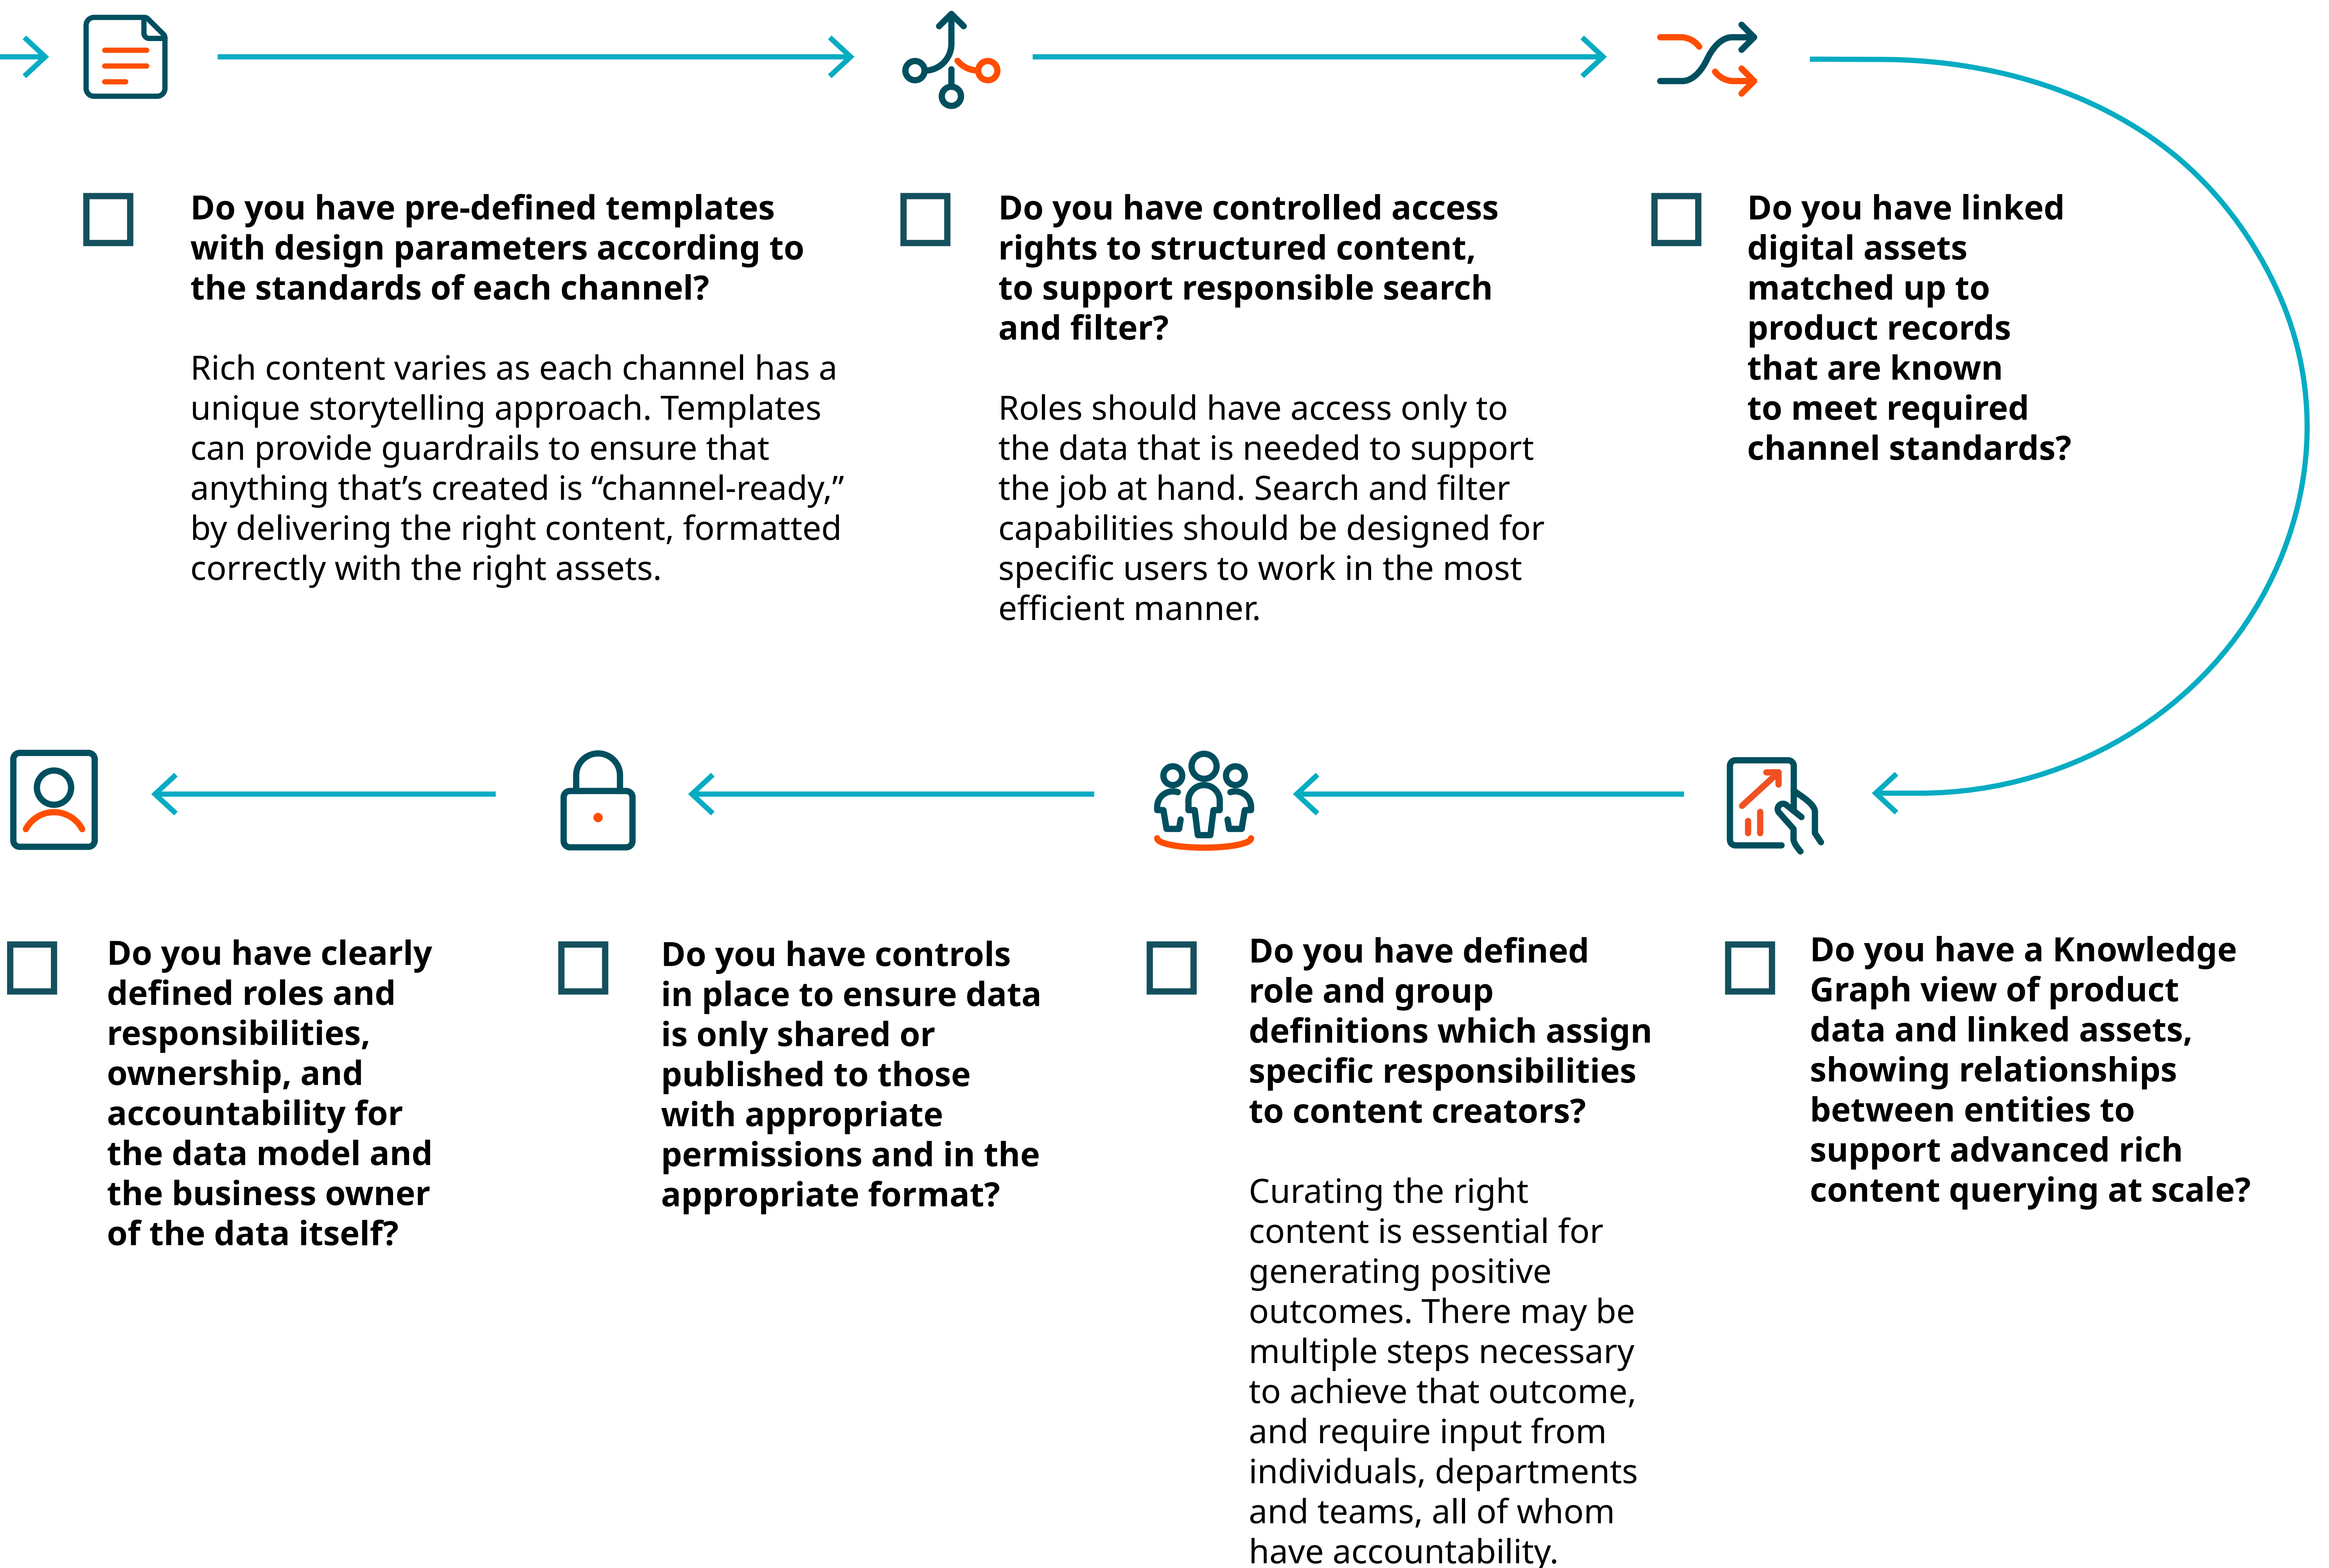 Do you have pre-defined templates
with design parameters according to
the standards of each channel?
Rich content varies as each channel has a
unique storytelling approach. Templates
can provide guardrails to ensure that
anything that’s created is “channel-ready,”
by delivering the right content, formatted
correctly with the right assets.
Do you have controlled access
rights to structured content,
to support responsible search
and filter?
Roles should have access only to
the data that is needed to support
the job at hand. Search and filter
capabilities should be designed for
specific users to work in the most
efficient manner.
Do you have linked
digital assets
matched up to
product records
that are known
to meet required
channel standards?
Do you have a Knowledge
Graph view of product
data and linked assets,
showing relationships
between entities to
support advanced rich
content querying at scale?
Do you have defined
role and group
definitions which assign
specific responsibilities
to content creators?
Curating the right
content is essential for
generating positive
outcomes. There may be
multiple steps necessary
to achieve that outcome,
and require input from
individuals, departments
and teams, all of whom
have accountability.
Do you have controls
in place to ensure data
is only shared or
published to those
with appropriate
permissions and in the
appropriate format?
Do you have clearly
defined roles and
responsibilities,
ownership, and
accountability for
the data model and
the business owner
of the data itself?